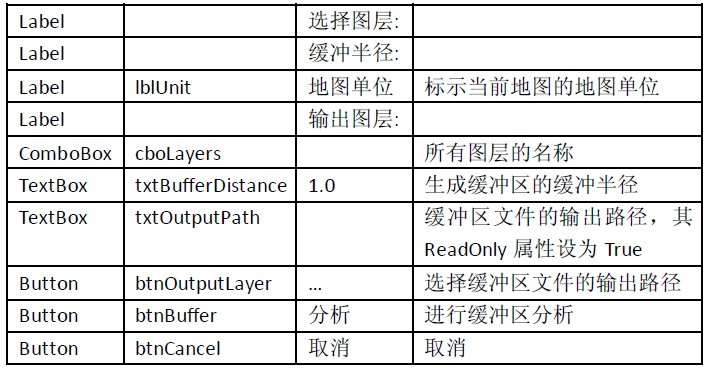 Label 选择图层:
Label 缓冲半径:
Label lblUnit 地图单位 标示当前地图的地图单位
Label 输出图层:
ComboBox cboLayers 所有图层的名称
TextBox txtBufferDistance 1.0 生成缓冲区的缓冲半径
TextBox txtOutputPath 缓冲区文件的输出路径，其
ReadOnly 属性设为 True
Button btnOutputLayer … 选择缓冲区文件的输出路径
Button btnBuffer 分析 进行缓冲区分析
Button btnCancel 取消 取消